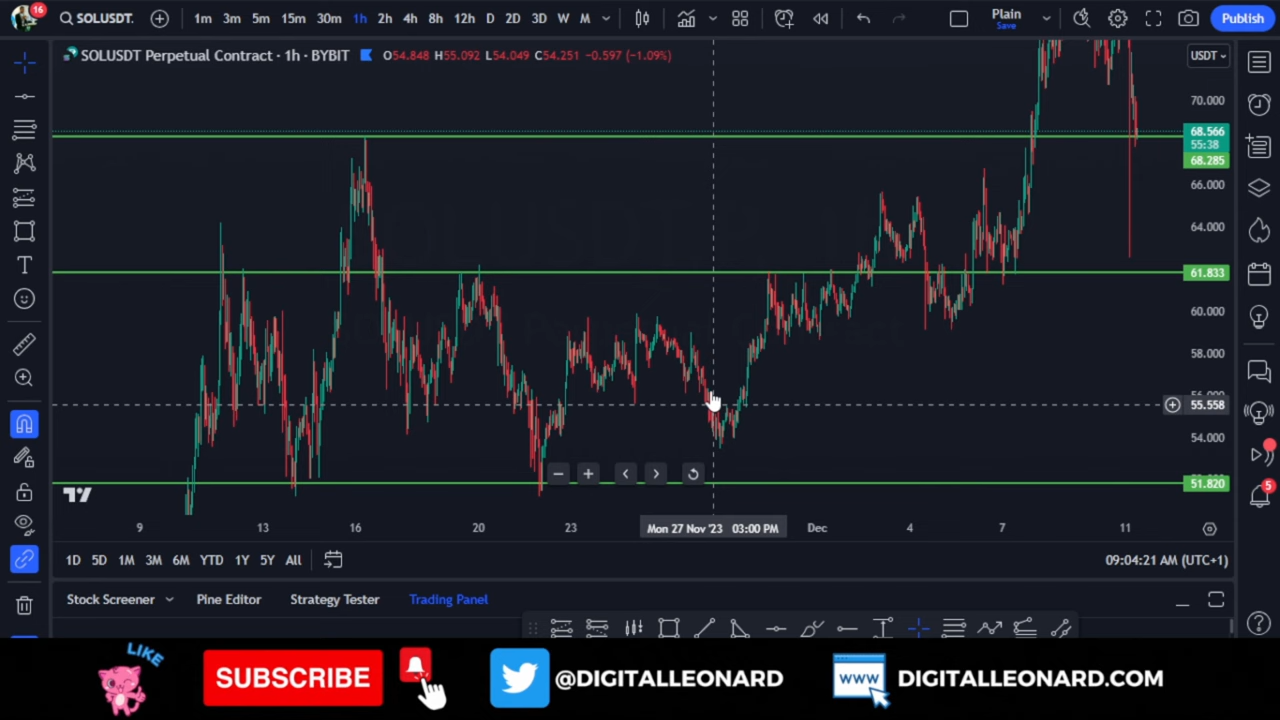 16
SOLUSDT.
1m 3m 5m 15m 30m 1h 2h 4h 8h 12h D 2D 3D W M
Plain
Save
Publish
SOLUSDT Perpetual Contract · 1h · BYBIT O54.848 H55.092 L54.049 C54.251 −0.597 (−1.09%)
USDT
70.000
68.566
55:38
68.285
66.000
64.000
61.833
60.000
58.000
55.558
54.000
51.820
9 13 16 20 23 Mon 27 Nov '23 03:00 PM Dec 4 7 11
1D 5D 1M 3M 6M YTD 1Y 5Y All
09:04:21 AM (UTC+1)
5
Stock Screener Pine Editor Strategy Tester Trading Panel
LIKE
SUBSCRIBE
@DIGITALLEONARD
WWW
DIGITALLEONARD.COM